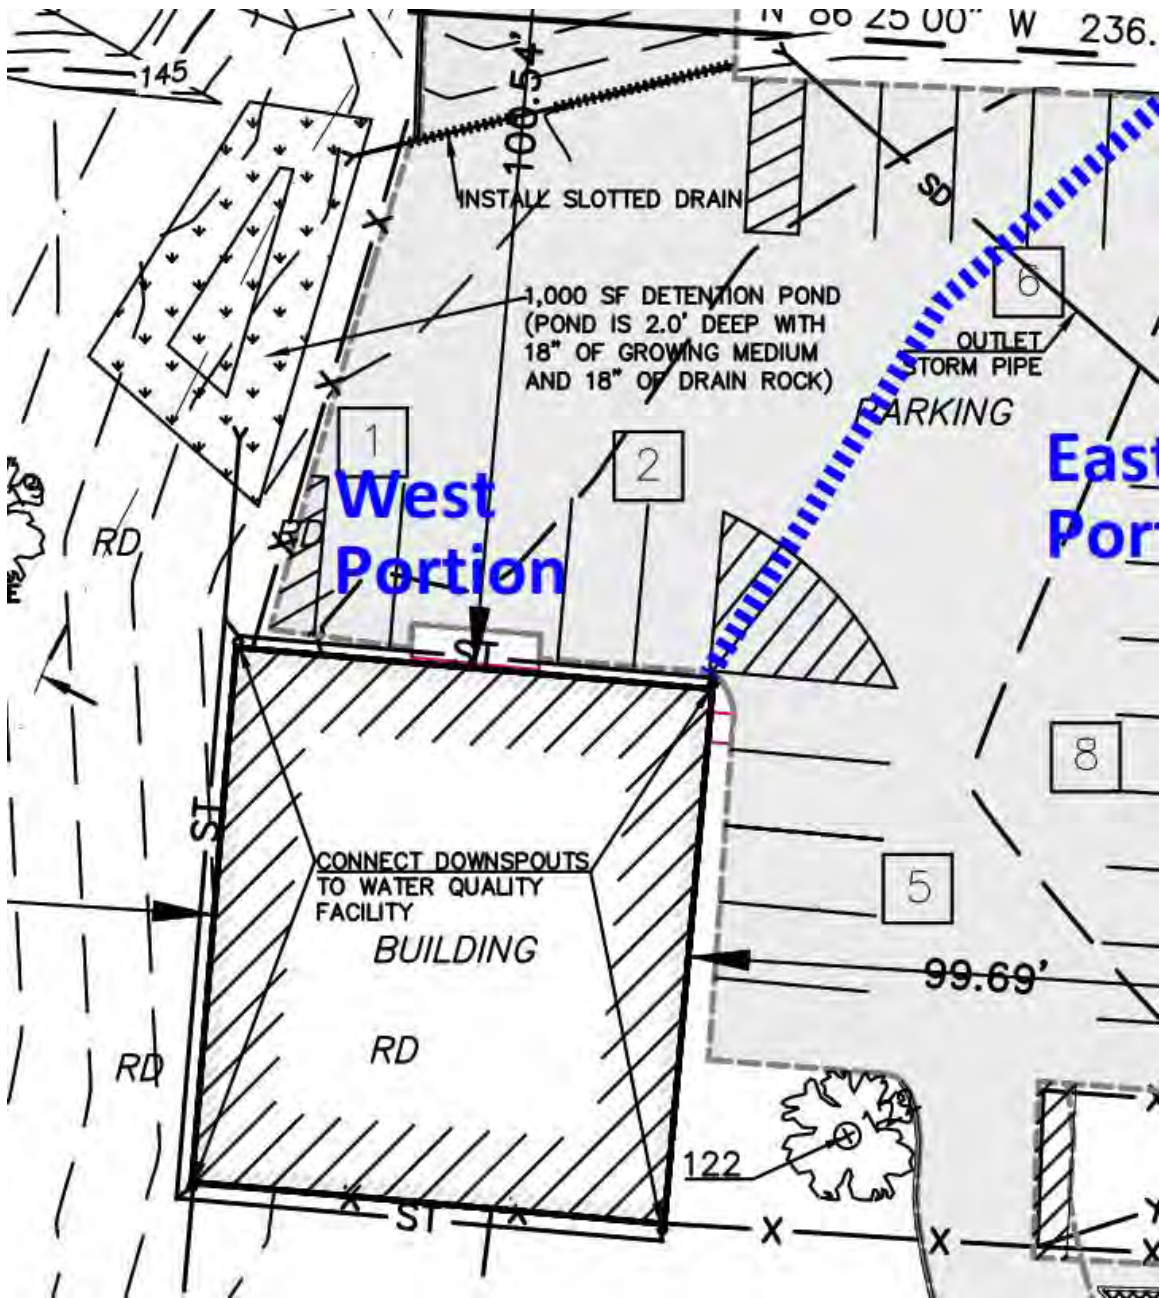 N 86 25'00" W 236.
145
100.54'
INSTALL SLOTTED DRAIN
SD
1,000 SF DETENTION POND
(POND IS 2.0' DEEP WITH
18" OF GROWING MEDIUM
AND 18" OF DRAIN ROCK)
6
OUTLET
STORM PIPE
PARKING
1
2
West
Portion
East
Port
RD
RD
X
X
X
ST
8
ST
CONNECT DOWNSPOUTS
TO WATER QUALITY
FACILITY
5
BUILDING
99.69'
RD
RD
122
X
ST
X
X
X
X
X